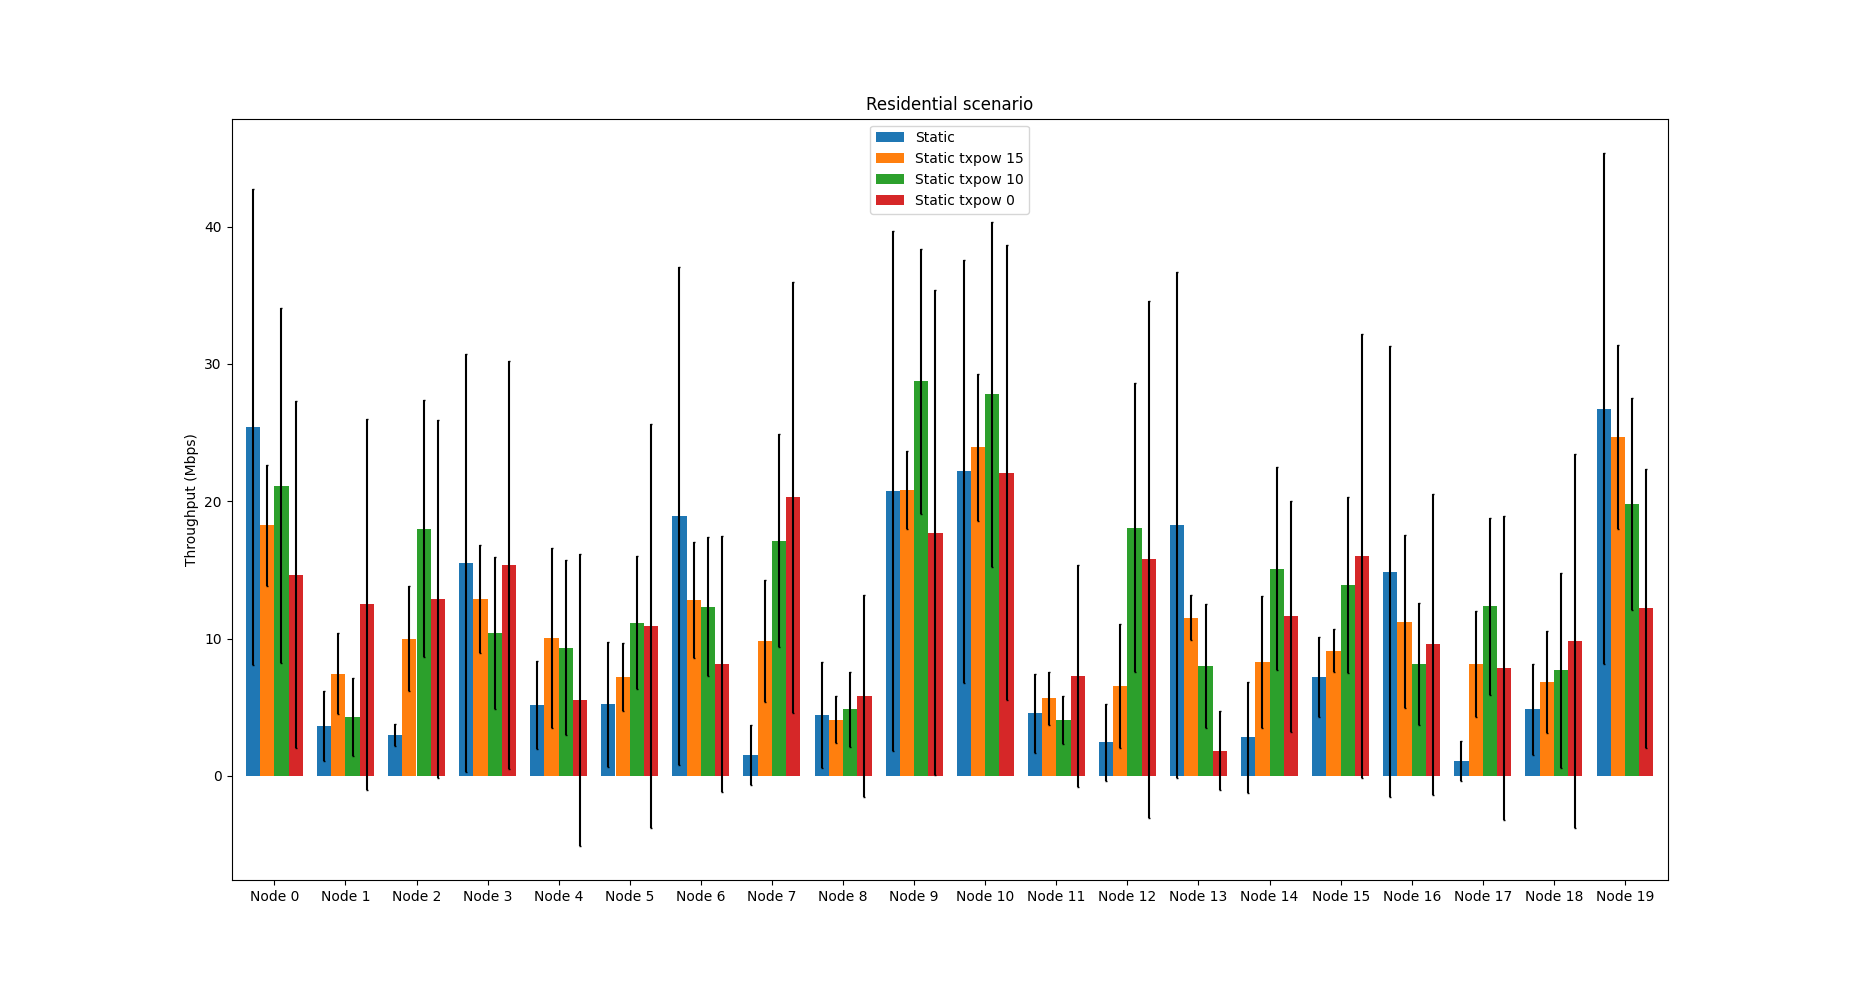 Residential scenario
Static
Static txpow 15
Static txpow 10
Static txpow 0
Throughput (Mbps)
40
30
20
10
0
Node 0 Node 1 Node 2 Node 3 Node 4 Node 5 Node 6 Node 7 Node 8 Node 9 Node 10 Node 11 Node 12 Node 13 Node 14 Node 15 Node 16 Node 17 Node 18 Node 19